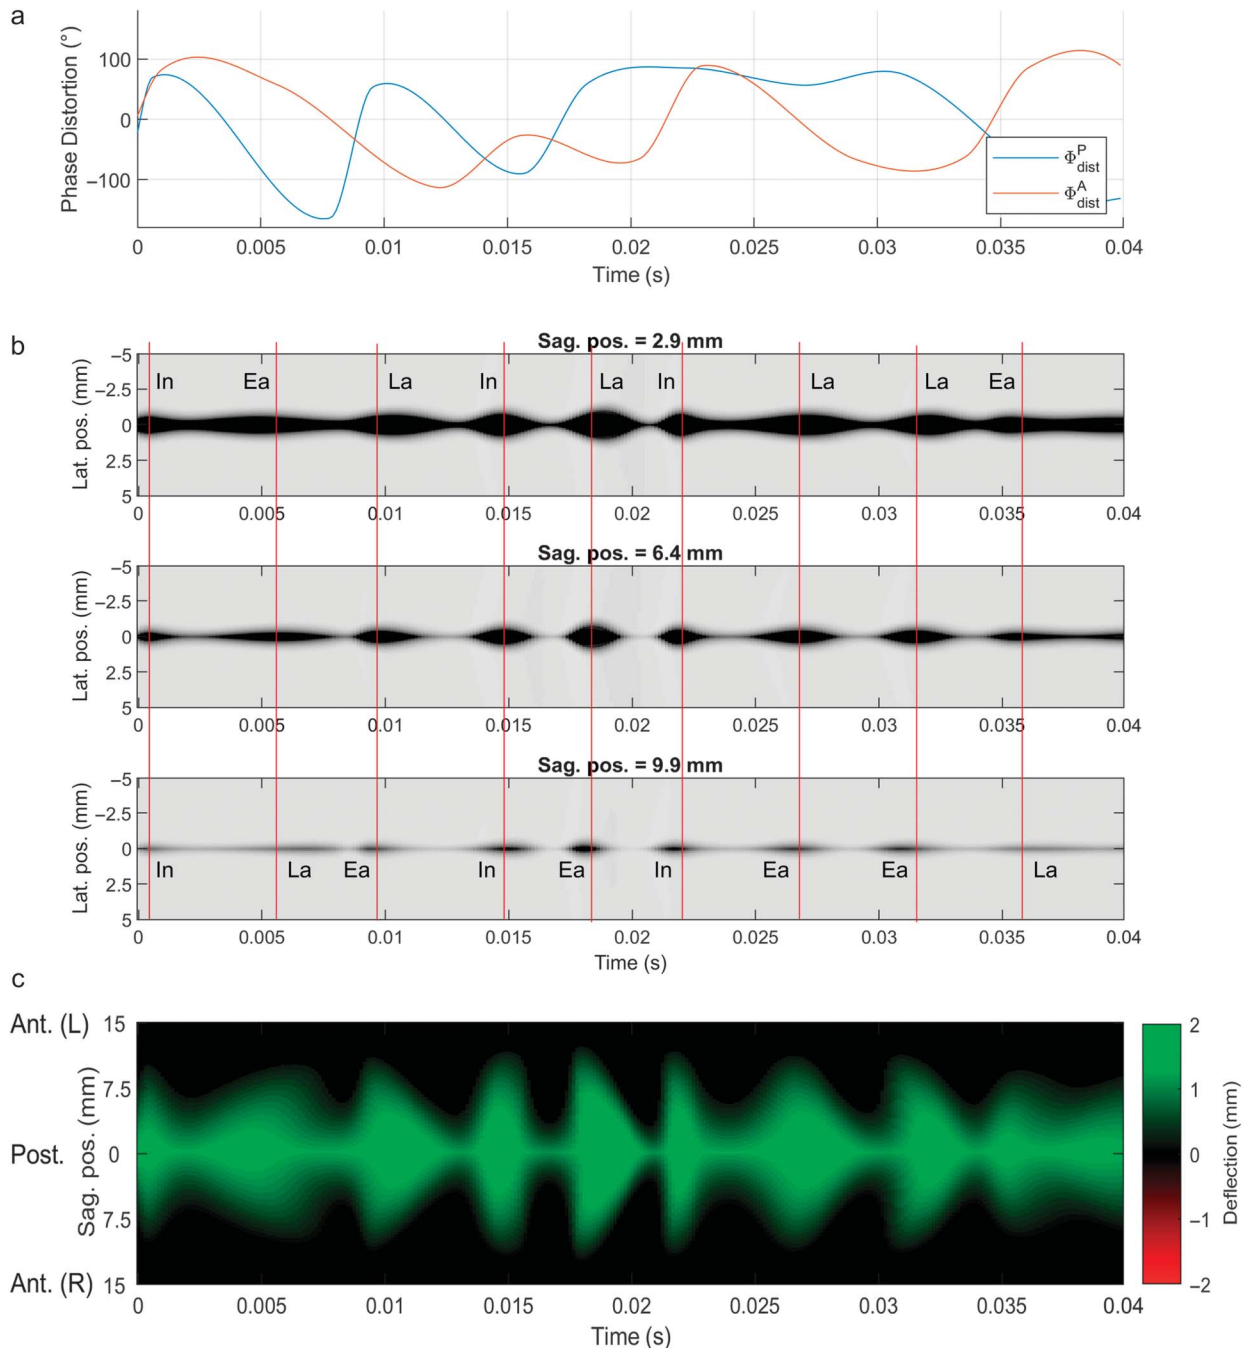 a
Phase Distortion (°)
100
0
−100
Φ^P_dist
Φ^A_dist
0 0.005 0.01 0.015 0.02 0.025 0.03 0.035 0.04
Time (s)
b
Sag. pos. = 2.9 mm
Lat. pos. (mm)
−5
−2.5
0
2.5
5
In Ea La In La In La La Ea
0 0.005 0.01 0.015 0.02 0.025 0.03 0.035 0.04
Sag. pos. = 6.4 mm
Lat. pos. (mm)
−5
−2.5
0
2.5
5
0 0.005 0.01 0.015 0.02 0.025 0.03 0.035 0.04
Sag. pos. = 9.9 mm
Lat. pos. (mm)
−5
−2.5
0
2.5
5
In La Ea In Ea In Ea Ea La
0 0.005 0.01 0.015 0.02 0.025 0.03 0.035 0.04
Time (s)
c
Ant. (L)
Post.
Ant. (R)
Sag. pos. (mm)
15
7.5
0
7.5
15
0 0.005 0.01 0.015 0.02 0.025 0.03 0.035 0.04
Time (s)
2
1
0
−1
−2
Deflection (mm)